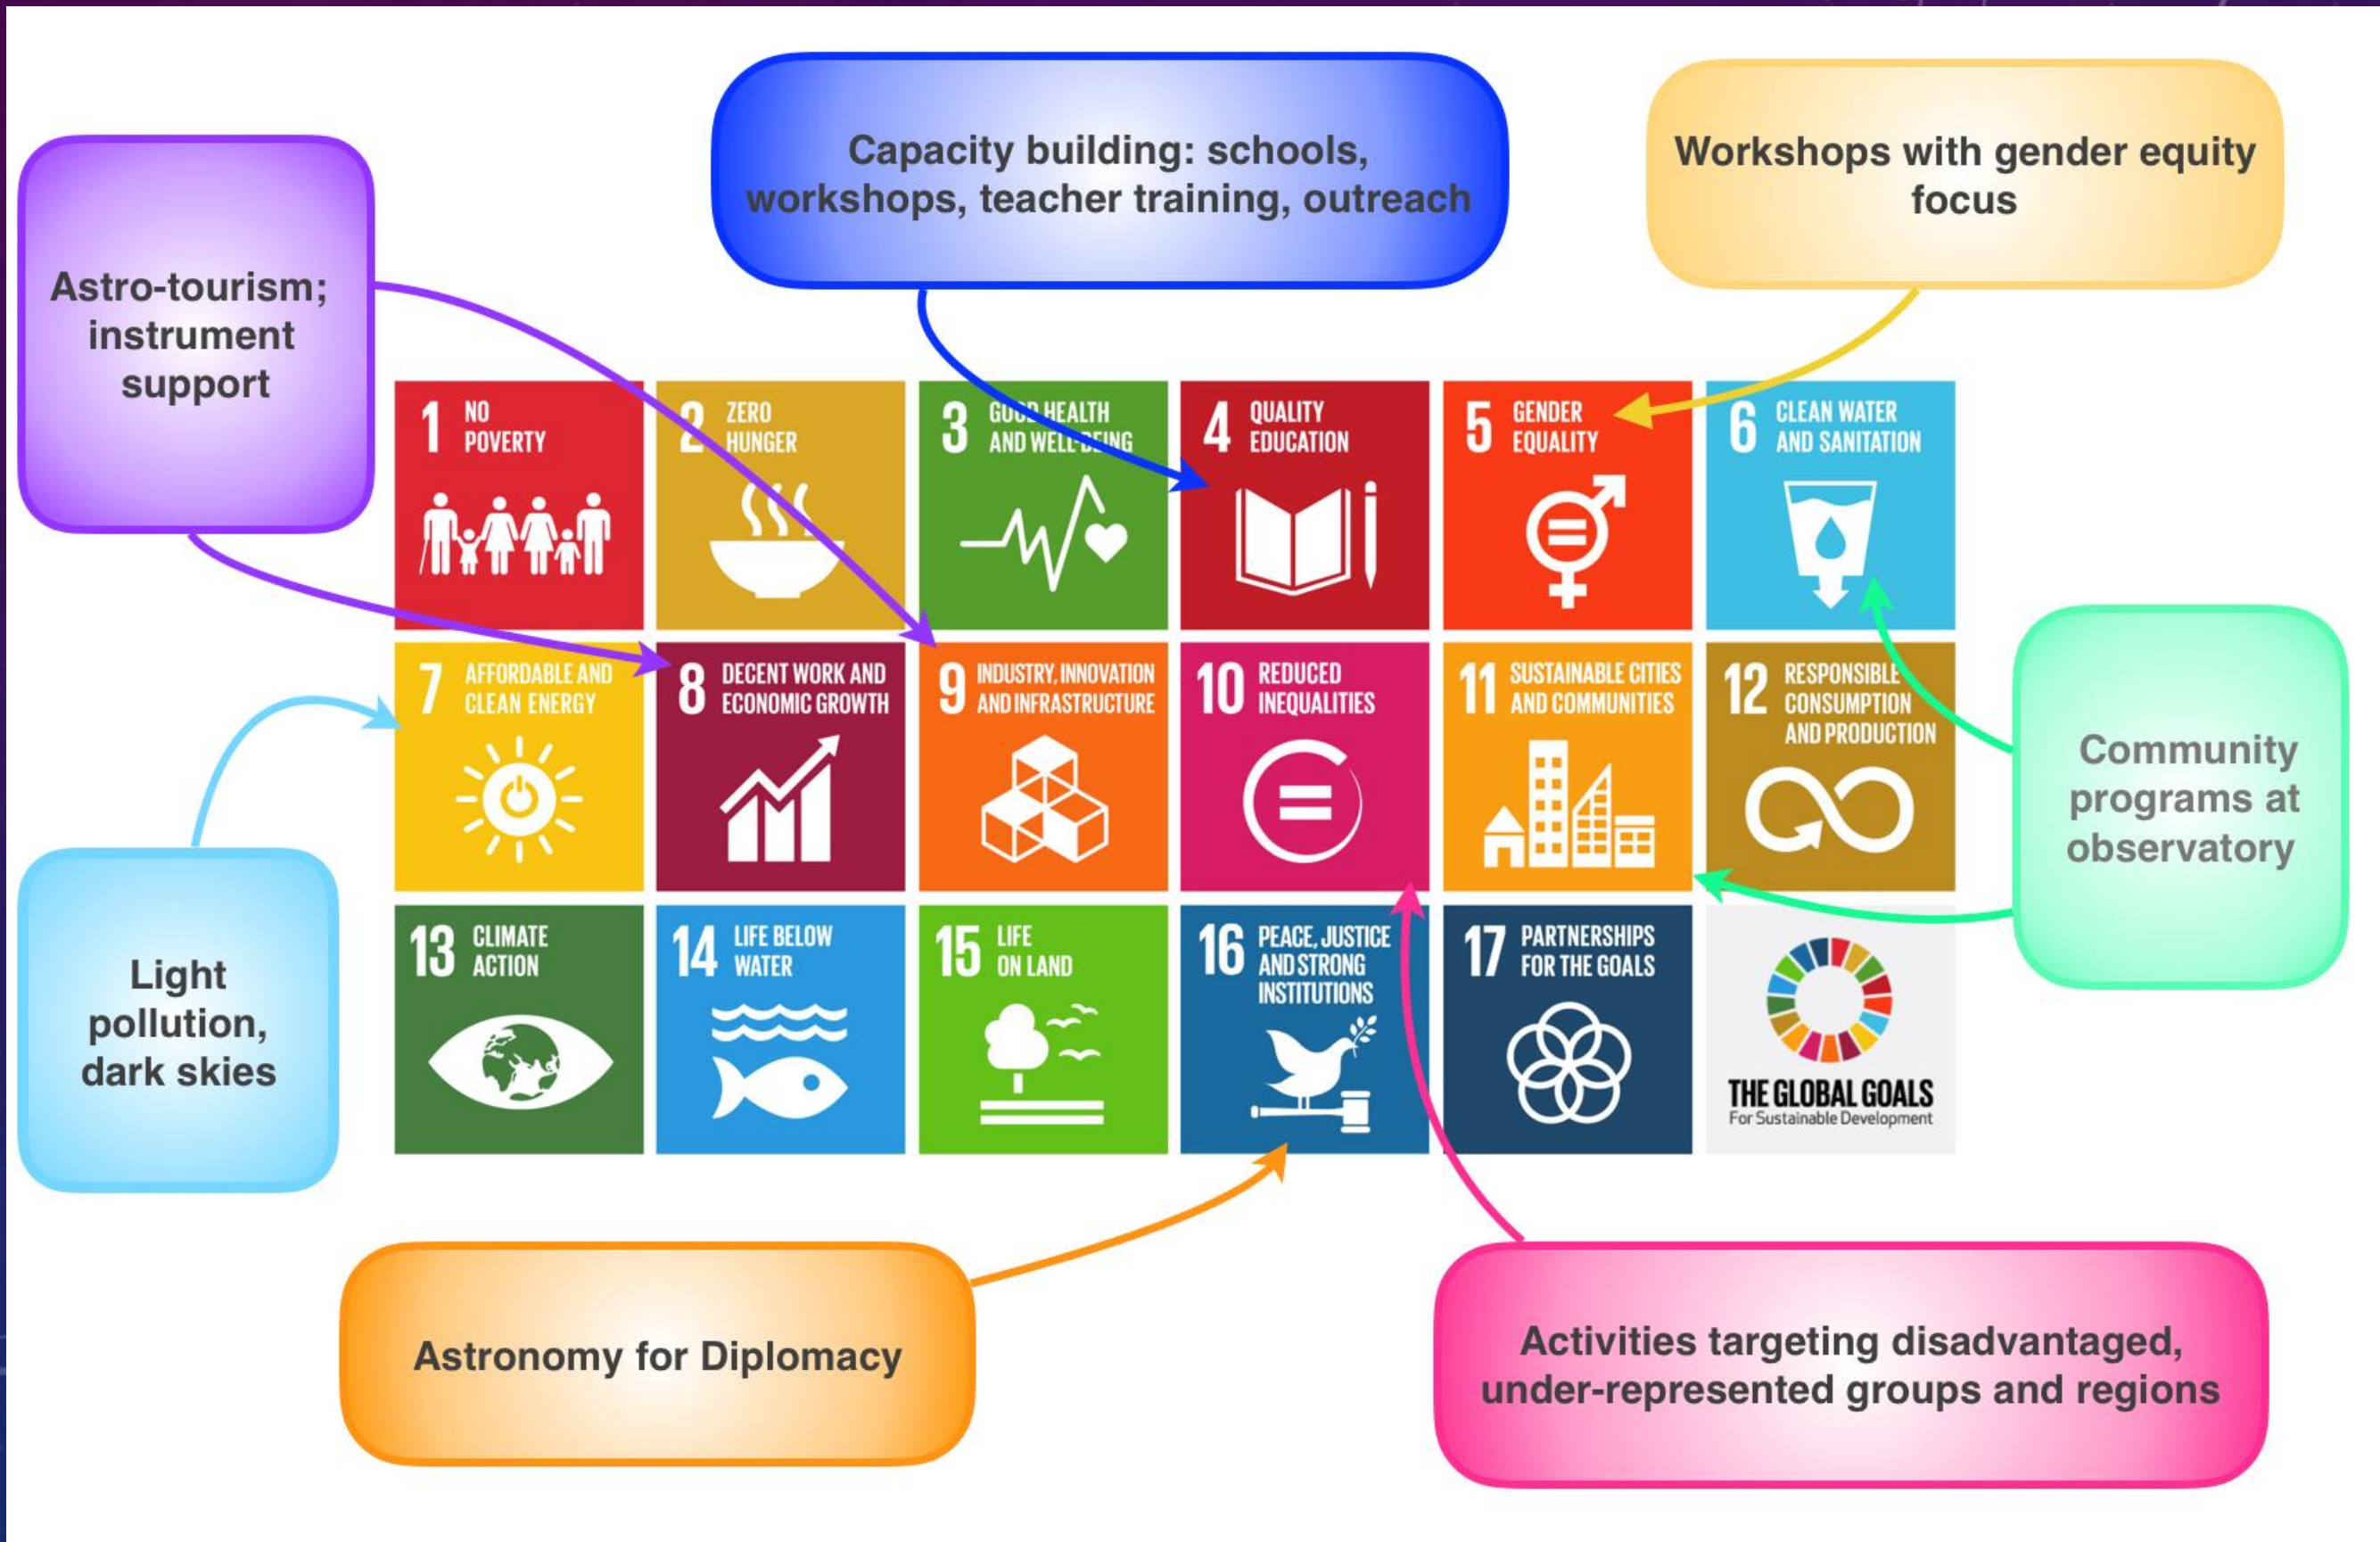 Capacity building: schools,
workshops, teacher training, outreach
Workshops with gender equity
focus
Astro-tourism;
instrument
support
1 NO
POVERTY
2 ZERO
HUNGER
3 GOOD HEALTH
AND WELL-BEING
4 QUALITY
EDUCATION
5 GENDER
EQUALITY
6 CLEAN WATER
AND SANITATION
7 AFFORDABLE AND
CLEAN ENERGY
8 DECENT WORK AND
ECONOMIC GROWTH
9 INDUSTRY, INNOVATION
AND INFRASTRUCTURE
10 REDUCED
INEQUALITIES
11 SUSTAINABLE CITIES
AND COMMUNITIES
12 RESPONSIBLE
CONSUMPTION
AND PRODUCTION
Community
programs at
observatory
Light
pollution,
dark skies
13 CLIMATE
ACTION
14 LIFE BELOW
WATER
15 LIFE
ON LAND
16 PEACE, JUSTICE
AND STRONG
INSTITUTIONS
17 PARTNERSHIPS
FOR THE GOALS
THE GLOBAL GOALS
For Sustainable Development
Astronomy for Diplomacy
Activities targeting disadvantaged,
under-represented groups and regions